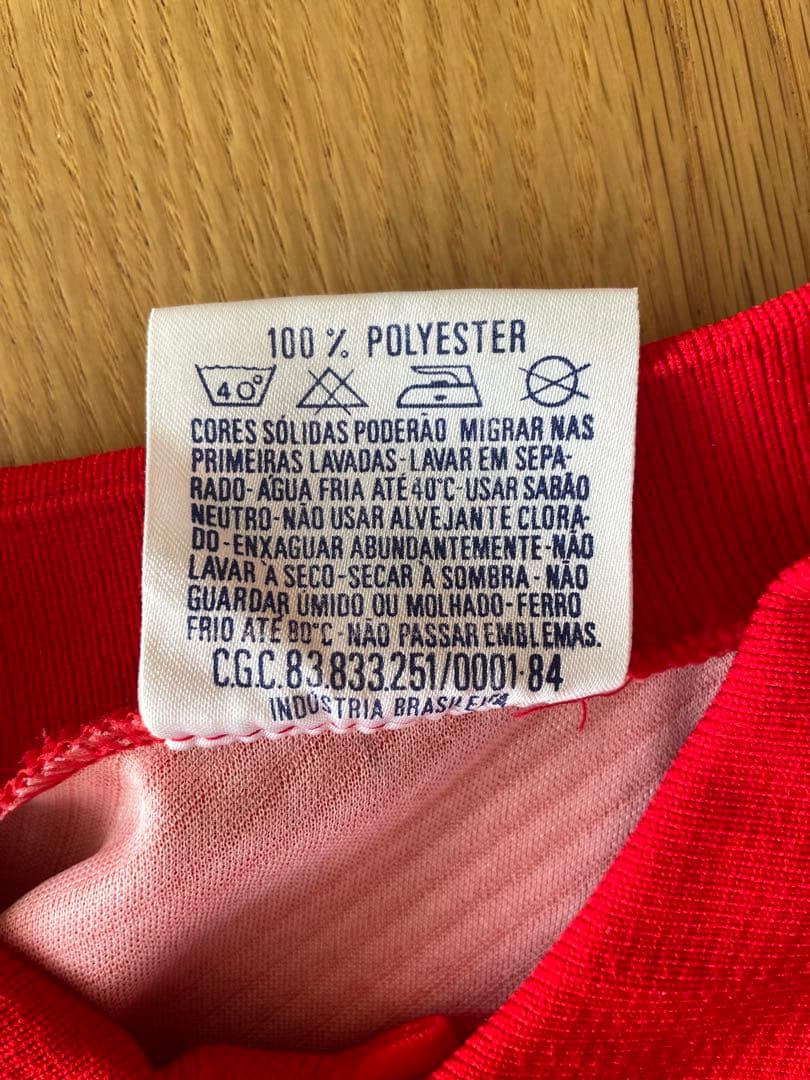 100 % POLYESTER
40°
CORES SÓLIDAS PODERÃO MIGRAR NAS
PRIMEIRAS LAVADAS-LAVAR EM SEPA-
RADO-ÁGUA FRIA ATÉ 40°C-USAR SABÃO
NEUTRO-NÃO USAR ALVEJANTE CLORA-
DO-ENXAGUAR ABUNDANTEMENTE-NÃO
LAVAR À SECO-SECAR À SOMBRA-NÃO
GUARDAR ÚMIDO OU MOLHADO-FERRO
FRIO ATÉ 80°C-NÃO PASSAR EMBLEMAS.
C.G.C. 83.833.251/0001-84
INDÚSTRIA BRASILEIRA